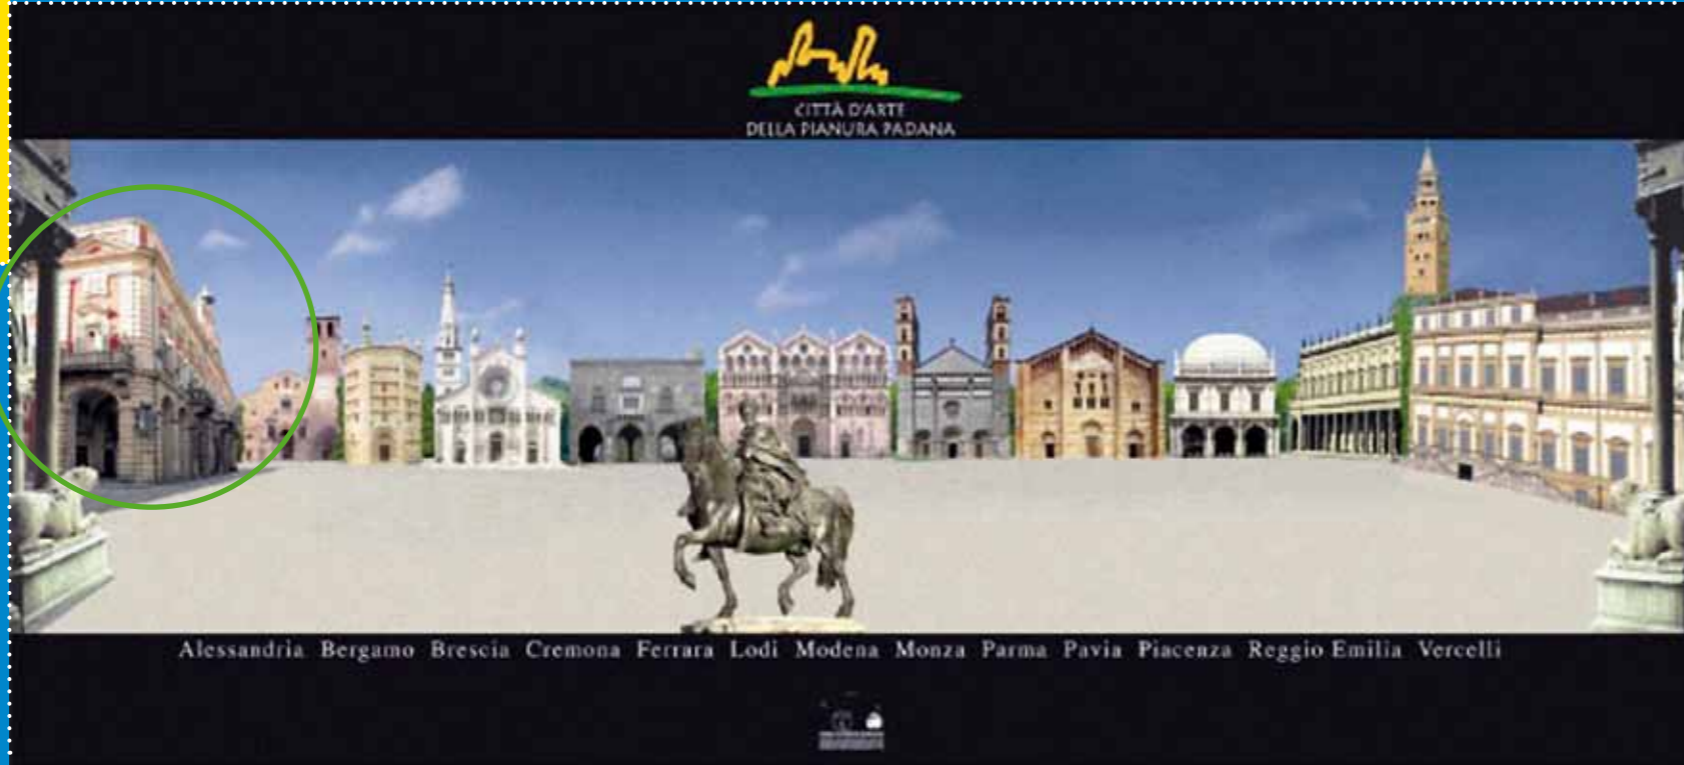 CITTÀ D'ARTE
DELLA PIANURA PADANA
Alessandria Bergamo Brescia Cremona Ferrara Lodi Modena Monza Parma Pavia Piacenza Reggio Emilia Vercelli